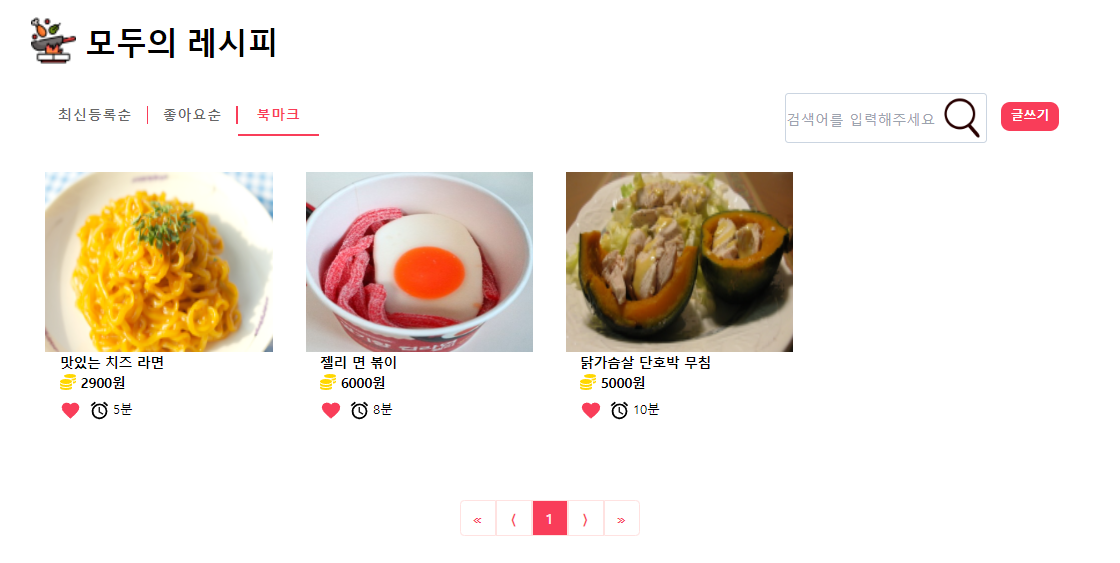 모두의 레시피
최신등록순 좋아요순 북마크
검색어를 입력해주세요 글쓰기
맛있는 치즈 라면 젤리 면 볶이 닭가슴살 단호박 무침
2900원 6000원 5000원
5분 8분 10분
« ⟨ 1 ⟩ »